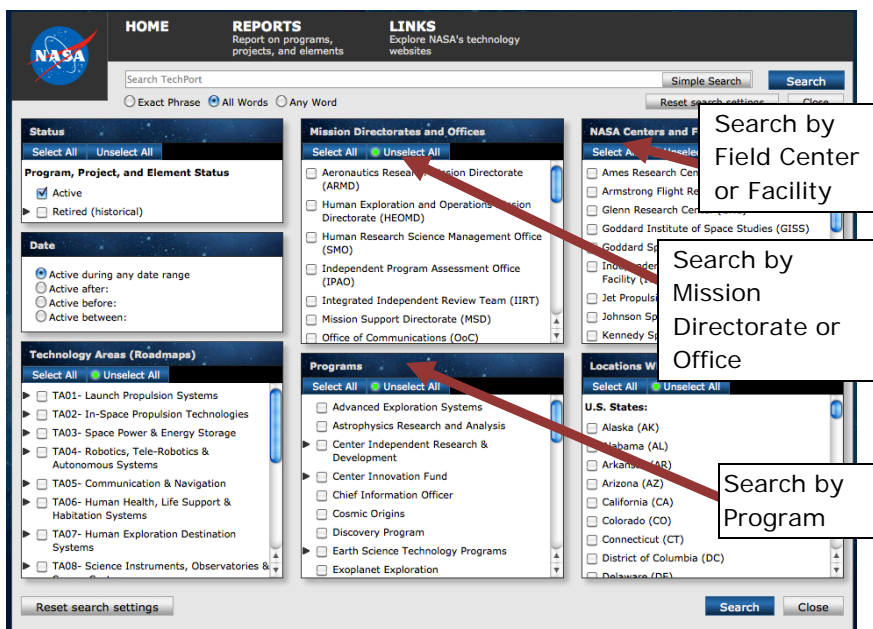 NASA
HOME
REPORTS
Report on programs,
projects, and elements
LINKS
Explore NASA's technology
websites
Search TechPort
Simple Search
Search
Exact Phrase
All Words
Any Word
Reset search settings
Close
Status
Select All Unselect All
Program, Project, and Element Status
Active
Retired (historical)
Date
Active during any date range
Active after:
Active before:
Active between:
Technology Areas (Roadmaps)
Select All Unselect All
TA01- Launch Propulsion Systems
TA02- In-Space Propulsion Technologies
TA03- Space Power & Energy Storage
TA04- Robotics, Tele-Robotics &
Autonomous Systems
TA05- Communication & Navigation
TA06- Human Health, Life Support &
Habitation Systems
TA07- Human Exploration Destination
Systems
TA08- Science Instruments, Observatories &
Mission Directorates and Offices
Select All Unselect All
Aeronautics Research Mission Directorate
(ARMD)
Human Exploration and Operations Mission
Directorate (HEOMD)
Human Research Science Management Office
(SMO)
Independent Program Assessment Office
(IPAO)
Integrated Independent Review Team (IIRT)
Mission Support Directorate (MSD)
Office of Communications (OoC)
Programs
Select All Unselect All
Advanced Exploration Systems
Astrophysics Research and Analysis
Center Independent Research &
Development
Center Innovation Fund
Chief Information Officer
Cosmic Origins
Discovery Program
Earth Science Technology Programs
Exoplanet Exploration
NASA Centers and F
Select All Unselec
Ames Research Cen
Armstrong Flight Re
Glenn Research Center
Goddard Institute of Space Studies (GISS)
Goddard Sp
Independen
Facility
Jet Propulsi
Johnson Sp
Kennedy Sp
Locations W
Select All Unselect All
U.S. States:
Alaska (AK)
Alabama (AL)
Arkansas (AR)
Arizona (AZ)
California (CA)
Colorado (CO)
Connecticut (CT)
District of Columbia (DC)
Delaware (DE)
Search by
Field Center
or Facility
Search by
Mission
Directorate or
Office
Search by
Program
Reset search settings
Search
Close